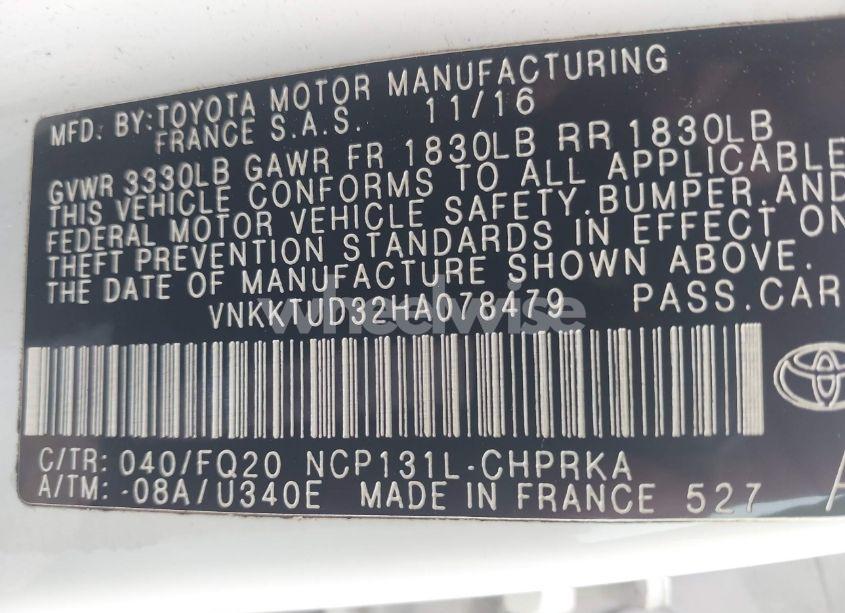 MFD. BY:TOYOTA MOTOR MANUFACTURING
FRANCE S.A.S. 11/16
GVWR 3330LB GAWR FR 1830LB RR 1830LB
THIS VEHICLE CONFORMS TO ALL APPLICABLE
FEDERAL MOTOR VEHICLE SAFETY.BUMPER.AND
THEFT PREVENTION STANDARDS IN EFFECT ON
THE DATE OF MANUFACTURE SHOWN ABOVE.
VNKKTUD32HA078479 PASS.CAR
wheelwise
C/TR: 040/FQ20 NCP131L-CHPRKA
A/TM: -08A/U340E MADE IN FRANCE 527